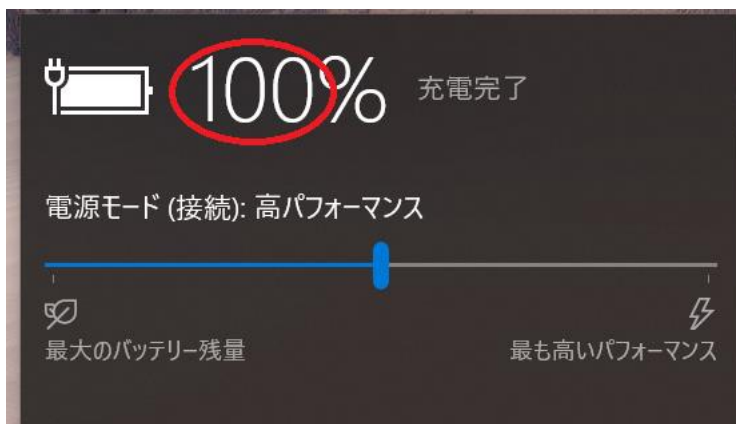 100% 充電完了
電源モード (接続): 高パフォーマンス
最大のバッテリー残量
最も高いパフォーマンス